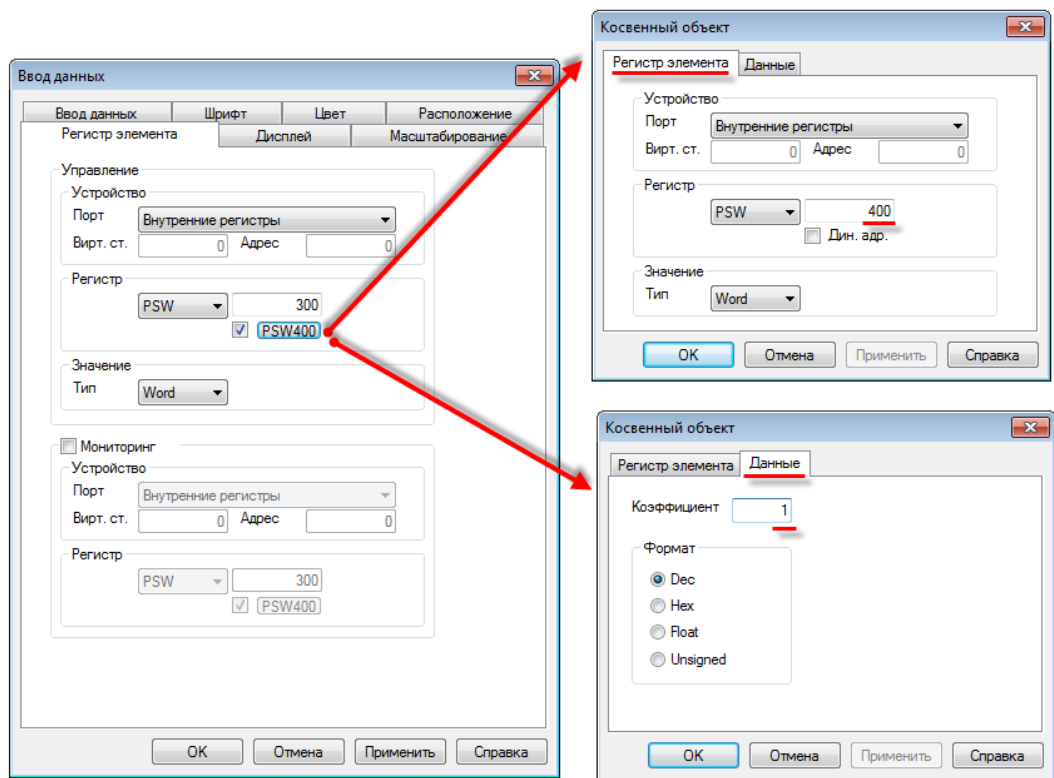 Ввод данных
Ввод данных Шрифт Цвет Расположение
Регистр элемента Дисплей Масштабирование
Управление
Устройство
Порт Внутренние регистры
Вирт. ст. 0 Адрес 0
Регистр
PSW 300
PSW400
Значение
Тип Word
Мониторинг
Устройство
Порт Внутренние регистры
Вирт. ст. 0 Адрес 0
Регистр
PSW 300
PSW400
OK Отмена Применить Справка
Косвенный объект
Регистр элемента Данные
Устройство
Порт Внутренние регистры
Вирт. ст. 0 Адрес 0
Регистр
PSW 400
Дин. адр.
Значение
Тип Word
OK Отмена Применить Справка
Косвенный объект
Регистр элемента Данные
Коэффициент 1
Формат
Dec
Hex
Float
Unsigned
OK Отмена Применить Справка